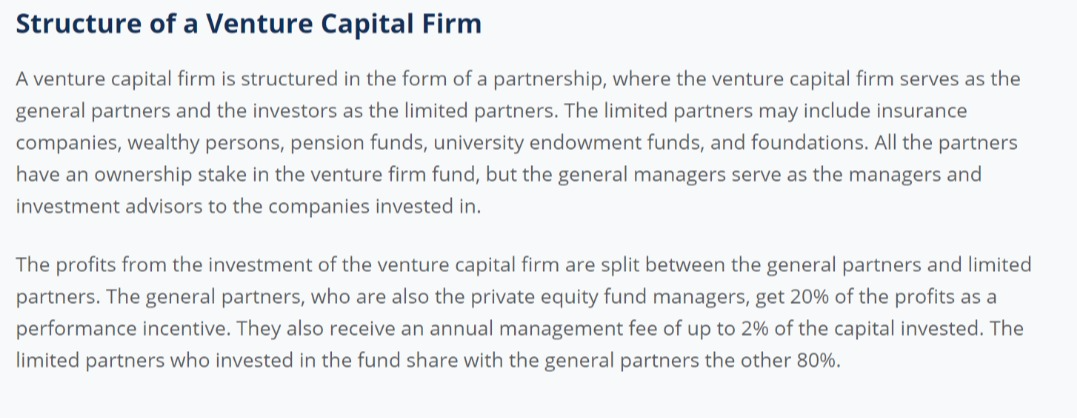 Structure of a Venture Capital Firm
A venture capital firm is structured in the form of a partnership, where the venture capital firm serves as the
general partners and the investors as the limited partners. The limited partners may include insurance
companies, wealthy persons, pension funds, university endowment funds, and foundations. All the partners
have an ownership stake in the venture firm fund, but the general managers serve as the managers and
investment advisors to the companies invested in.
The profits from the investment of the venture capital firm are split between the general partners and limited
partners. The general partners, who are also the private equity fund managers, get 20% of the profits as a
performance incentive. They also receive an annual management fee of up to 2% of the capital invested. The
limited partners who invested in the fund share with the general partners the other 80%.